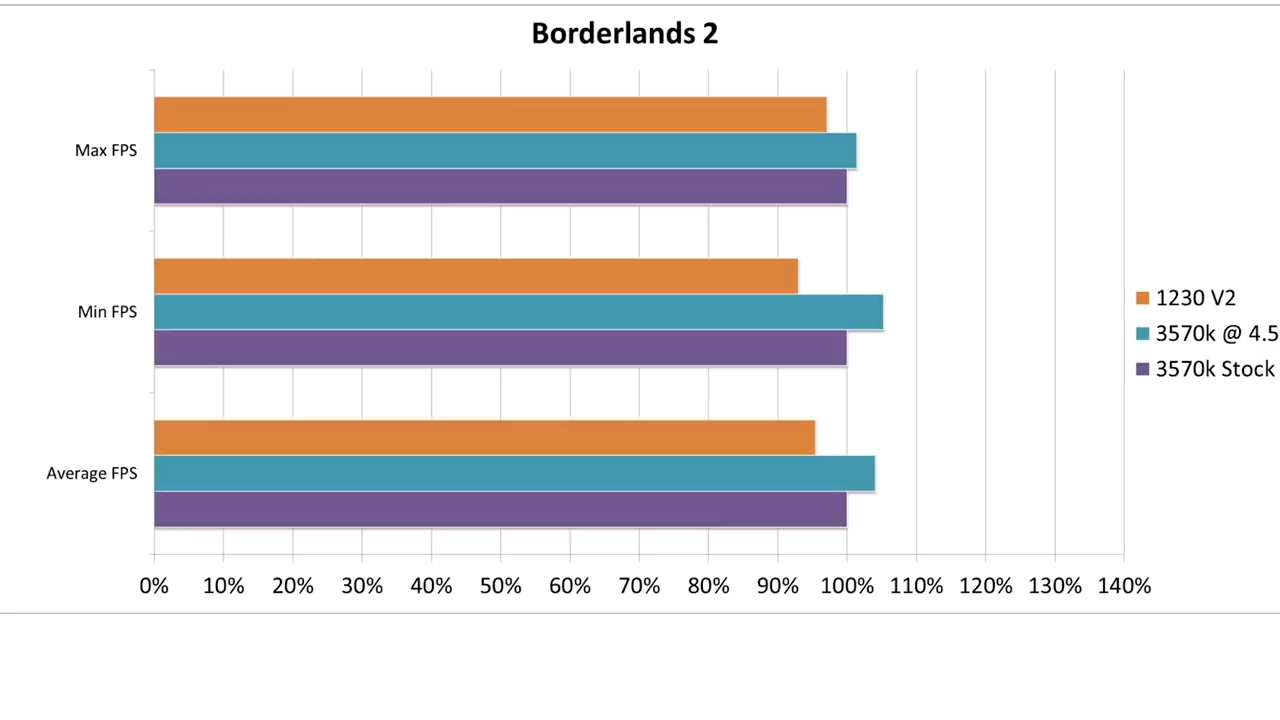 Borderlands 2
Max FPS
Min FPS
Average FPS
0% 10% 20% 30% 40% 50% 60% 70% 80% 90% 100% 110% 120% 130% 140%
1230 V2
3570k @ 4.5
3570k Stock